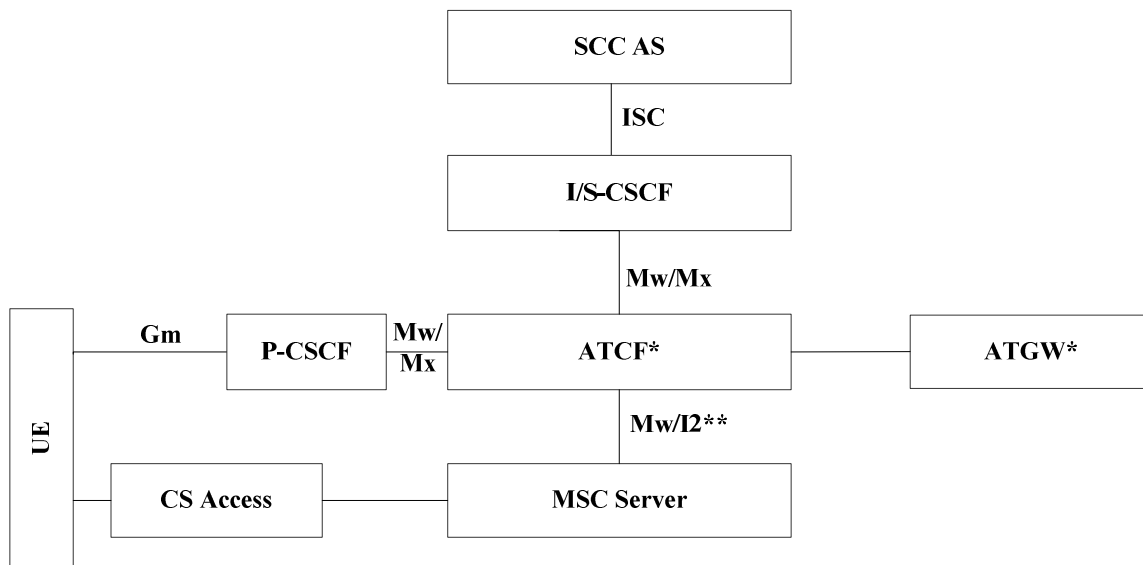 SCC AS
ISC
I/S-CSCF
Mw/Mx
Gm
P-CSCF
Mw/
Mx
ATCF*
ATGW*
Mw/I2**
UE
CS Access
MSC Server